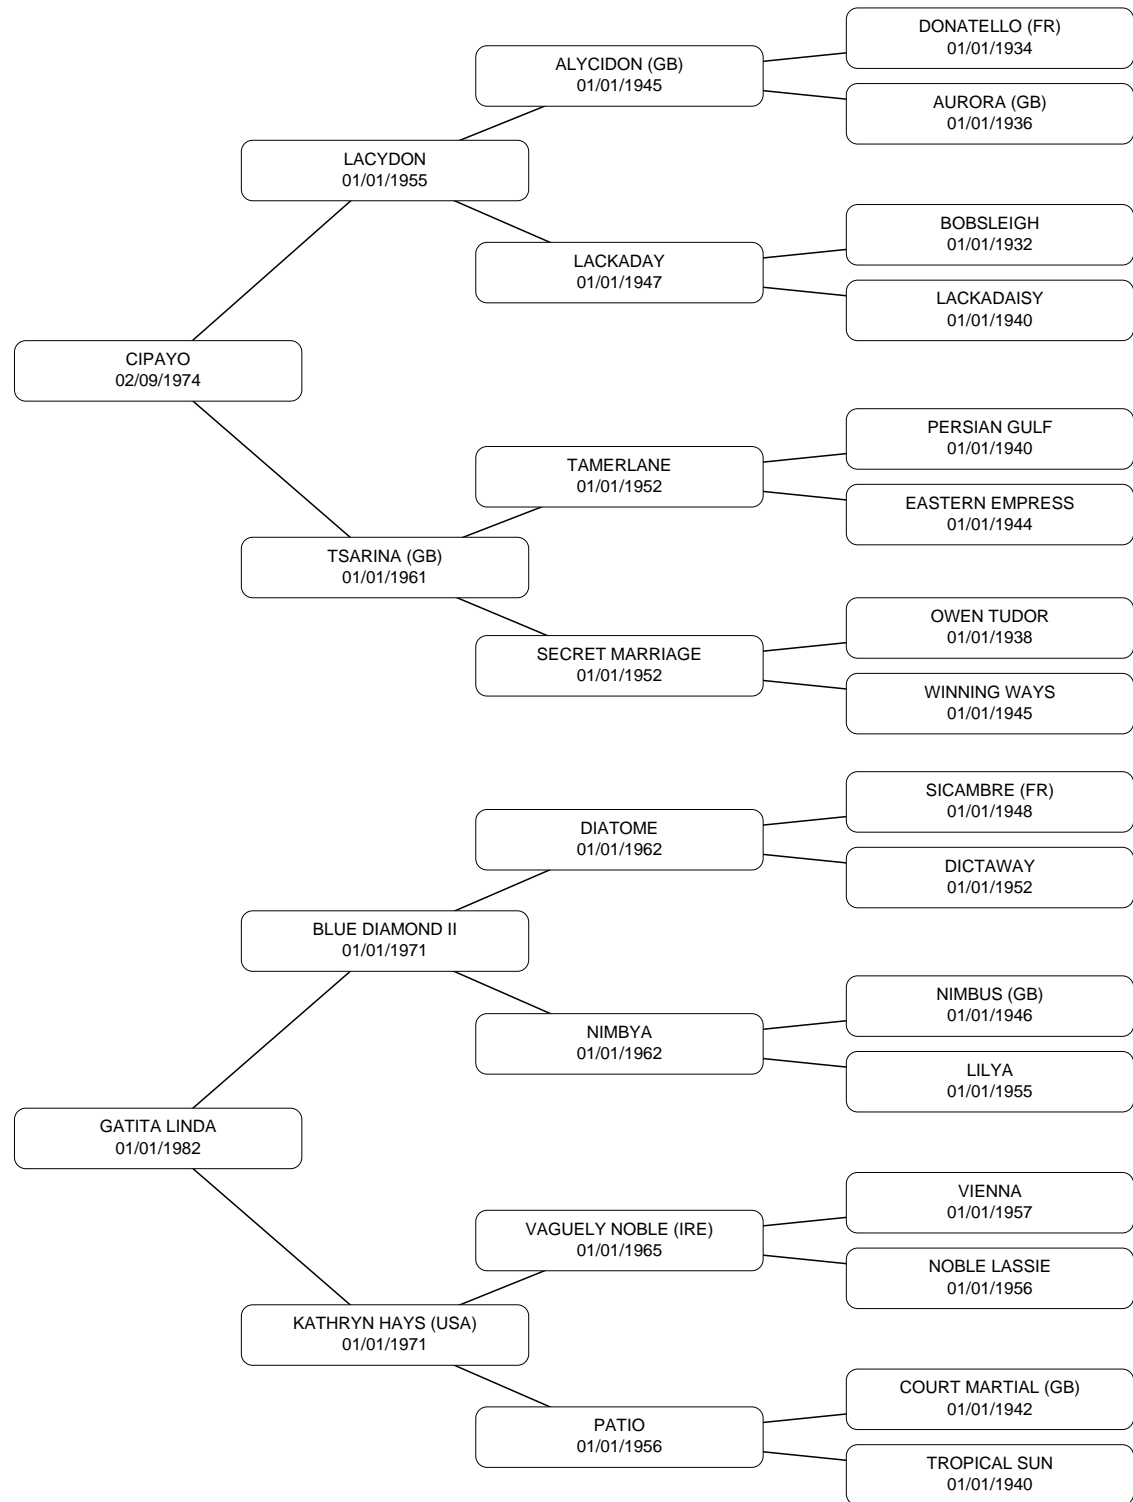 DONATELLO (FR)
01/01/1934
ALYCIDON (GB)
01/01/1945
AURORA (GB)
01/01/1936
LACYDON
01/01/1955
BOBSLEIGH
01/01/1932
LACKADAY
01/01/1947
LACKADAISY
01/01/1940
CIPAYO
02/09/1974
PERSIAN GULF
01/01/1940
TAMERLANE
01/01/1952
EASTERN EMPRESS
01/01/1944
TSARINA (GB)
01/01/1961
OWEN TUDOR
01/01/1938
SECRET MARRIAGE
01/01/1952
WINNING WAYS
01/01/1945
SICAMBRE (FR)
01/01/1948
DIATOME
01/01/1962
DICTAWAY
01/01/1952
BLUE DIAMOND II
01/01/1971
NIMBUS (GB)
01/01/1946
NIMBYA
01/01/1962
LILYA
01/01/1955
GATITA LINDA
01/01/1982
VIENNA
01/01/1957
VAGUELY NOBLE (IRE)
01/01/1965
NOBLE LASSIE
01/01/1956
KATHRYN HAYS (USA)
01/01/1971
COURT MARTIAL (GB)
01/01/1942
PATIO
01/01/1956
TROPICAL SUN
01/01/1940